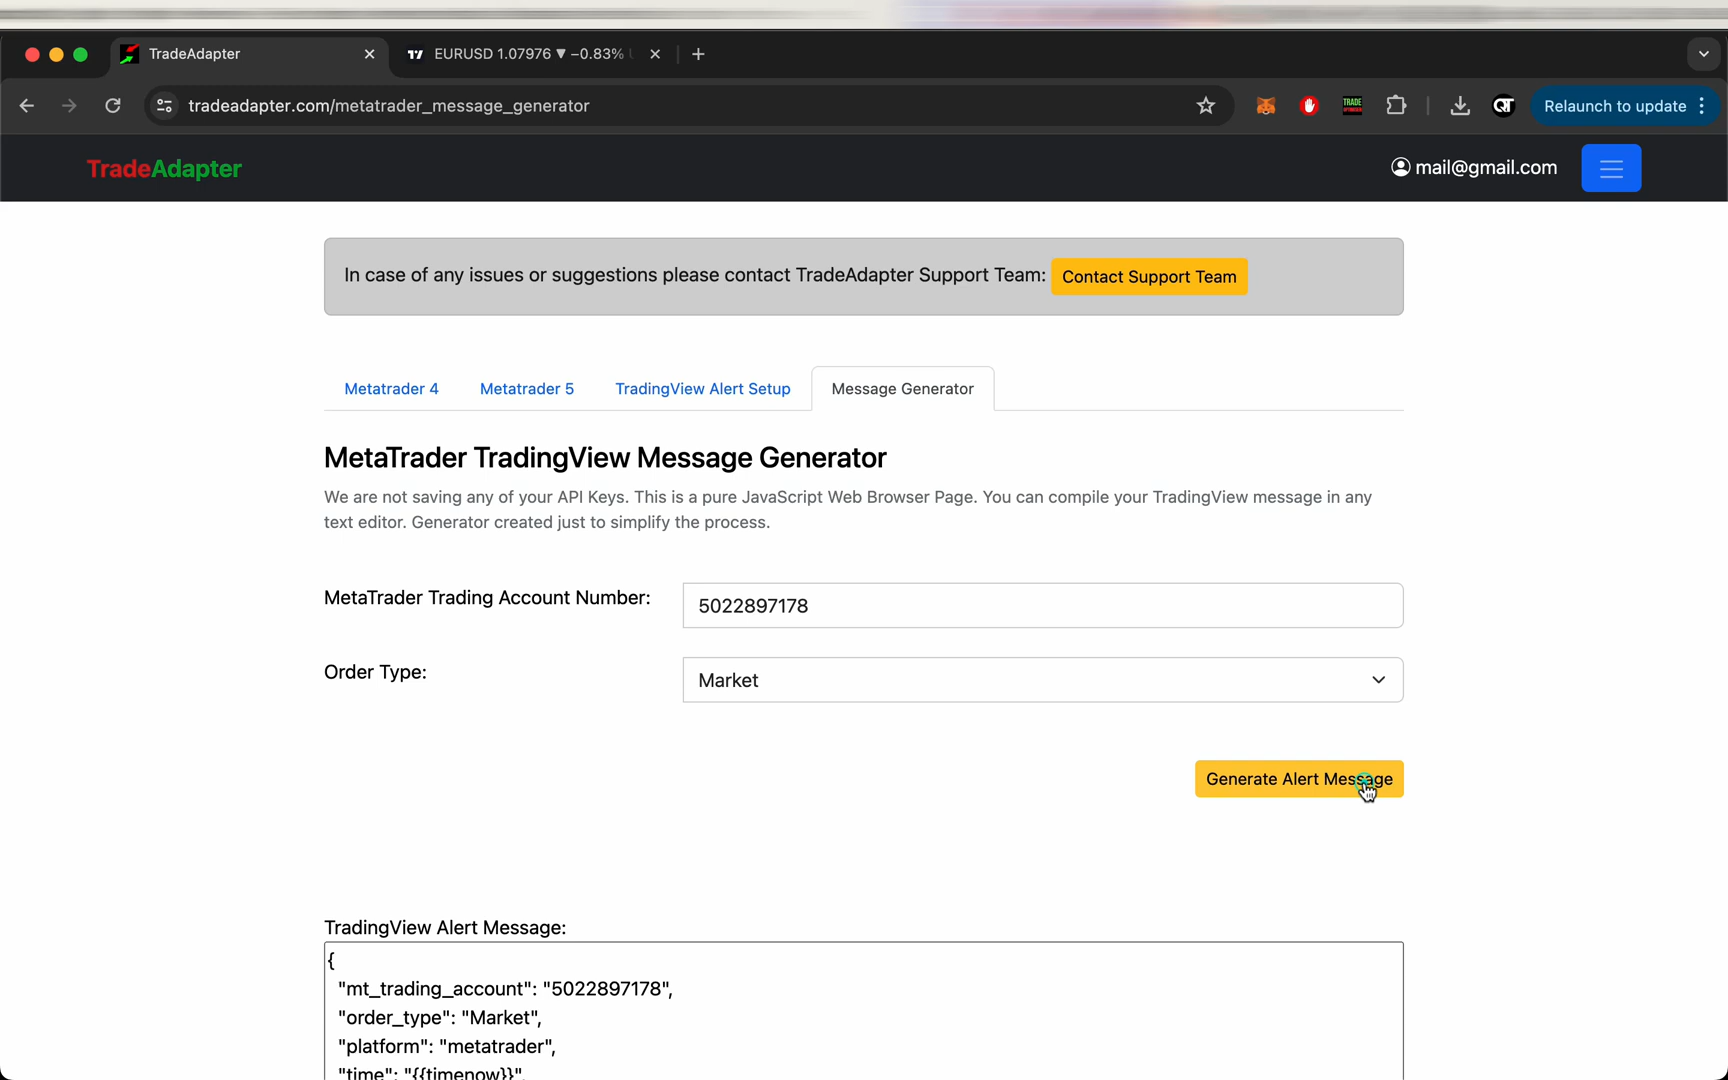 TradeAdapter
EURUSD 1.07976 ▼ −0.83%
tradeadapter.com/metatrader_message_generator
TRADE
QT
Relaunch to update
TradeAdapter
mail@gmail.com
In case of any issues or suggestions please contact TradeAdapter Support Team:
Contact Support Team
Metatrader 4
Metatrader 5
TradingView Alert Setup
Message Generator
MetaTrader TradingView Message Generator
We are not saving any of your API Keys. This is a pure JavaScript Web Browser Page. You can compile your TradingView message in any
text editor. Generator created just to simplify the process.
MetaTrader Trading Account Number:
5022897178
Order Type:
Market
Generate Alert Message
TradingView Alert Message:
{
"mt_trading_account": "5022897178",
"order_type": "Market",
"platform": "metatrader",
"time": "{{timenow}}",